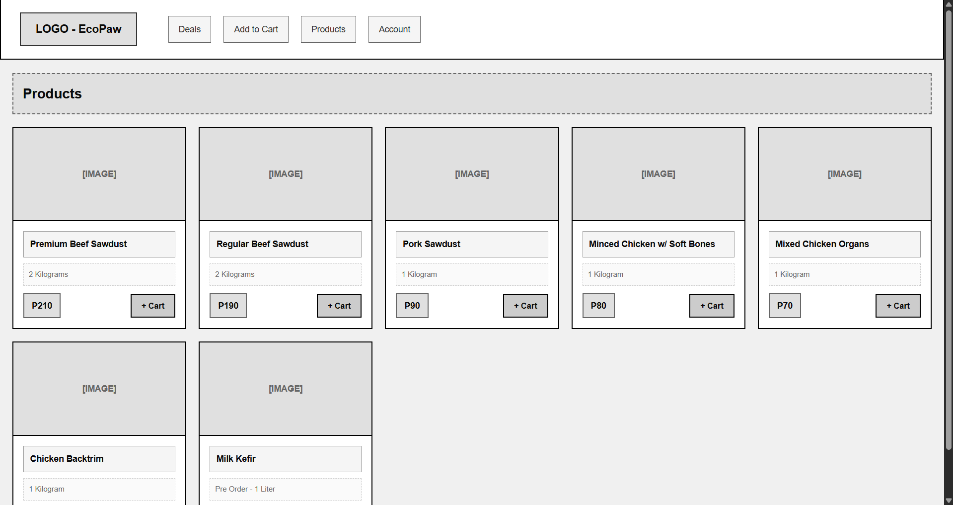 LOGO - EcoPaw
Deals
Add to Cart
Products
Account
Products
[IMAGE]
[IMAGE]
[IMAGE]
[IMAGE]
[IMAGE]
Premium Beef Sawdust
Regular Beef Sawdust
Pork Sawdust
Minced Chicken w/ Soft Bones
Mixed Chicken Organs
2 Kilograms
2 Kilograms
1 Kilogram
1 Kilogram
1 Kilogram
P210
+ Cart
P190
+ Cart
P90
+ Cart
P80
+ Cart
P70
+ Cart
[IMAGE]
[IMAGE]
Chicken Backtrim
Milk Kefir
1 Kilogram
Pre Order - 1 Liter